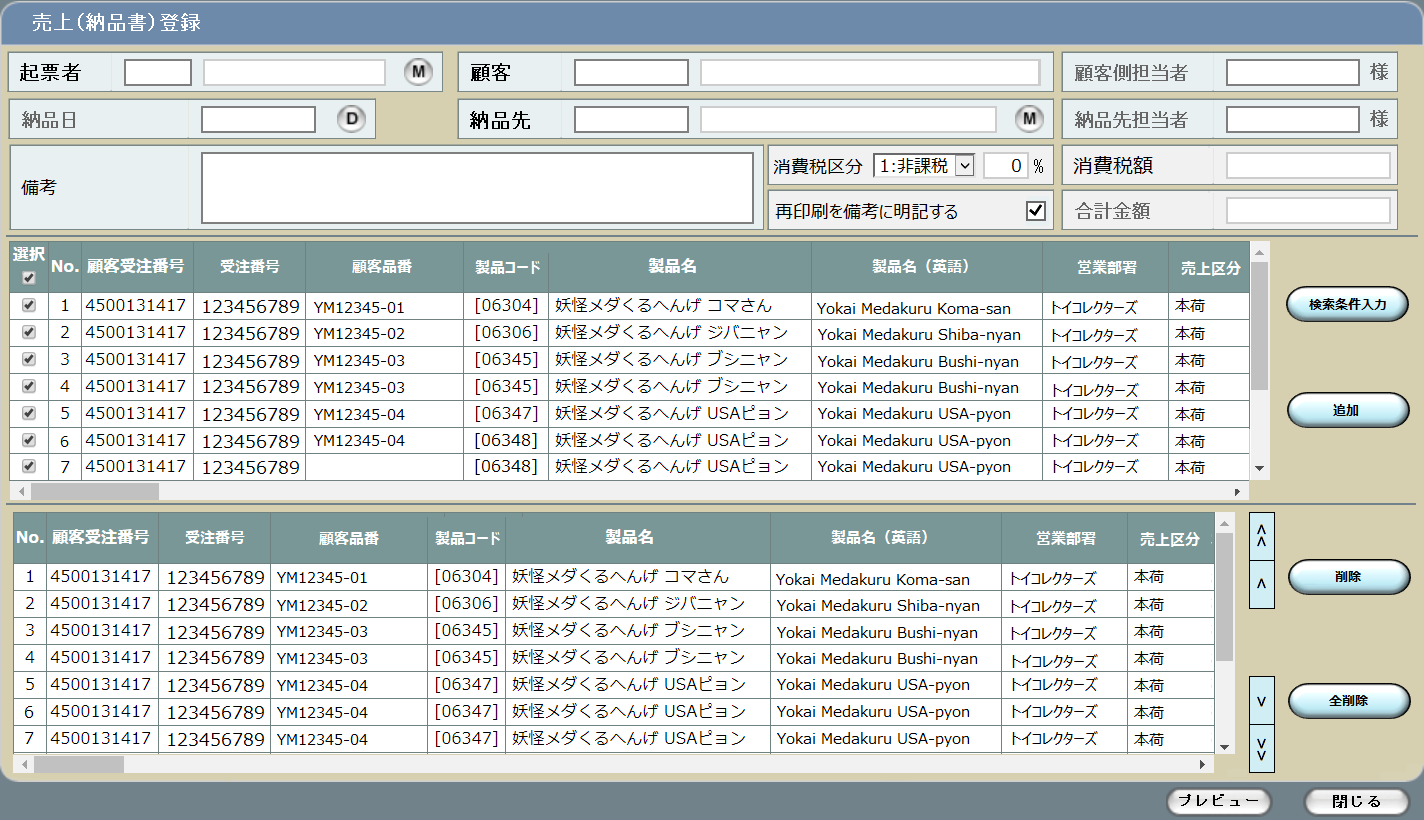 売上(納品書)登録
起票者 M 顧客 顧客側担当者 様
納品日 D 納品先 M 納品先担当者 様
備考 消費税区分 1:非課税 0 % 消費税額
再印刷を備考に明記する 合計金額
選択 No. 顧客受注番号 受注番号 顧客品番 製品コード 製品名 製品名（英語） 営業部署 売上区分
1 4500131417 123456789 YM12345-01 [06304] 妖怪メダくるへんげ コマさん Yokai Medakuru Koma-san トイコレクターズ 本荷
2 4500131417 123456789 YM12345-02 [06306] 妖怪メダくるへんげ ジバニャン Yokai Medakuru Shiba-nyan トイコレクターズ 本荷
3 4500131417 123456789 YM12345-03 [06345] 妖怪メダくるへんげ ブシニャン Yokai Medakuru Bushi-nyan トイコレクターズ 本荷
4 4500131417 123456789 YM12345-03 [06345] 妖怪メダくるへんげ ブシニャン Yokai Medakuru Bushi-nyan トイコレクターズ 本荷
5 4500131417 123456789 YM12345-04 [06347] 妖怪メダくるへんげ USAピョン Yokai Medakuru USA-pyon トイコレクターズ 本荷
6 4500131417 123456789 YM12345-04 [06348] 妖怪メダくるへんげ USAピョン Yokai Medakuru USA-pyon トイコレクターズ 本荷
7 4500131417 123456789 [06348] 妖怪メダくるへんげ USAピョン Yokai Medakuru USA-pyon トイコレクターズ 本荷
検索条件入力
追加
No. 顧客受注番号 受注番号 顧客品番 製品コード 製品名 製品名（英語） 営業部署 売上区分
1 4500131417 123456789 YM12345-01 [06304] 妖怪メダくるへんげ コマさん Yokai Medakuru Koma-san トイコレクターズ 本荷
2 4500131417 123456789 YM12345-02 [06306] 妖怪メダくるへんげ ジバニャン Yokai Medakuru Shiba-nyan トイコレクターズ 本荷
3 4500131417 123456789 YM12345-03 [06345] 妖怪メダくるへんげ ブシニャン Yokai Medakuru Bushi-nyan トイコレクターズ 本荷
4 4500131417 123456789 YM12345-03 [06345] 妖怪メダくるへんげ ブシニャン Yokai Medakuru Bushi-nyan トイコレクターズ 本荷
5 4500131417 123456789 YM12345-04 [06347] 妖怪メダくるへんげ USAピョン Yokai Medakuru USA-pyon トイコレクターズ 本荷
6 4500131417 123456789 YM12345-04 [06347] 妖怪メダくるへんげ USAピョン Yokai Medakuru USA-pyon トイコレクターズ 本荷
7 4500131417 123456789 YM12345-04 [06347] 妖怪メダくるへんげ USAピョン Yokai Medakuru USA-pyon トイコレクターズ 本荷
削除
全削除
プレビュー 閉じる